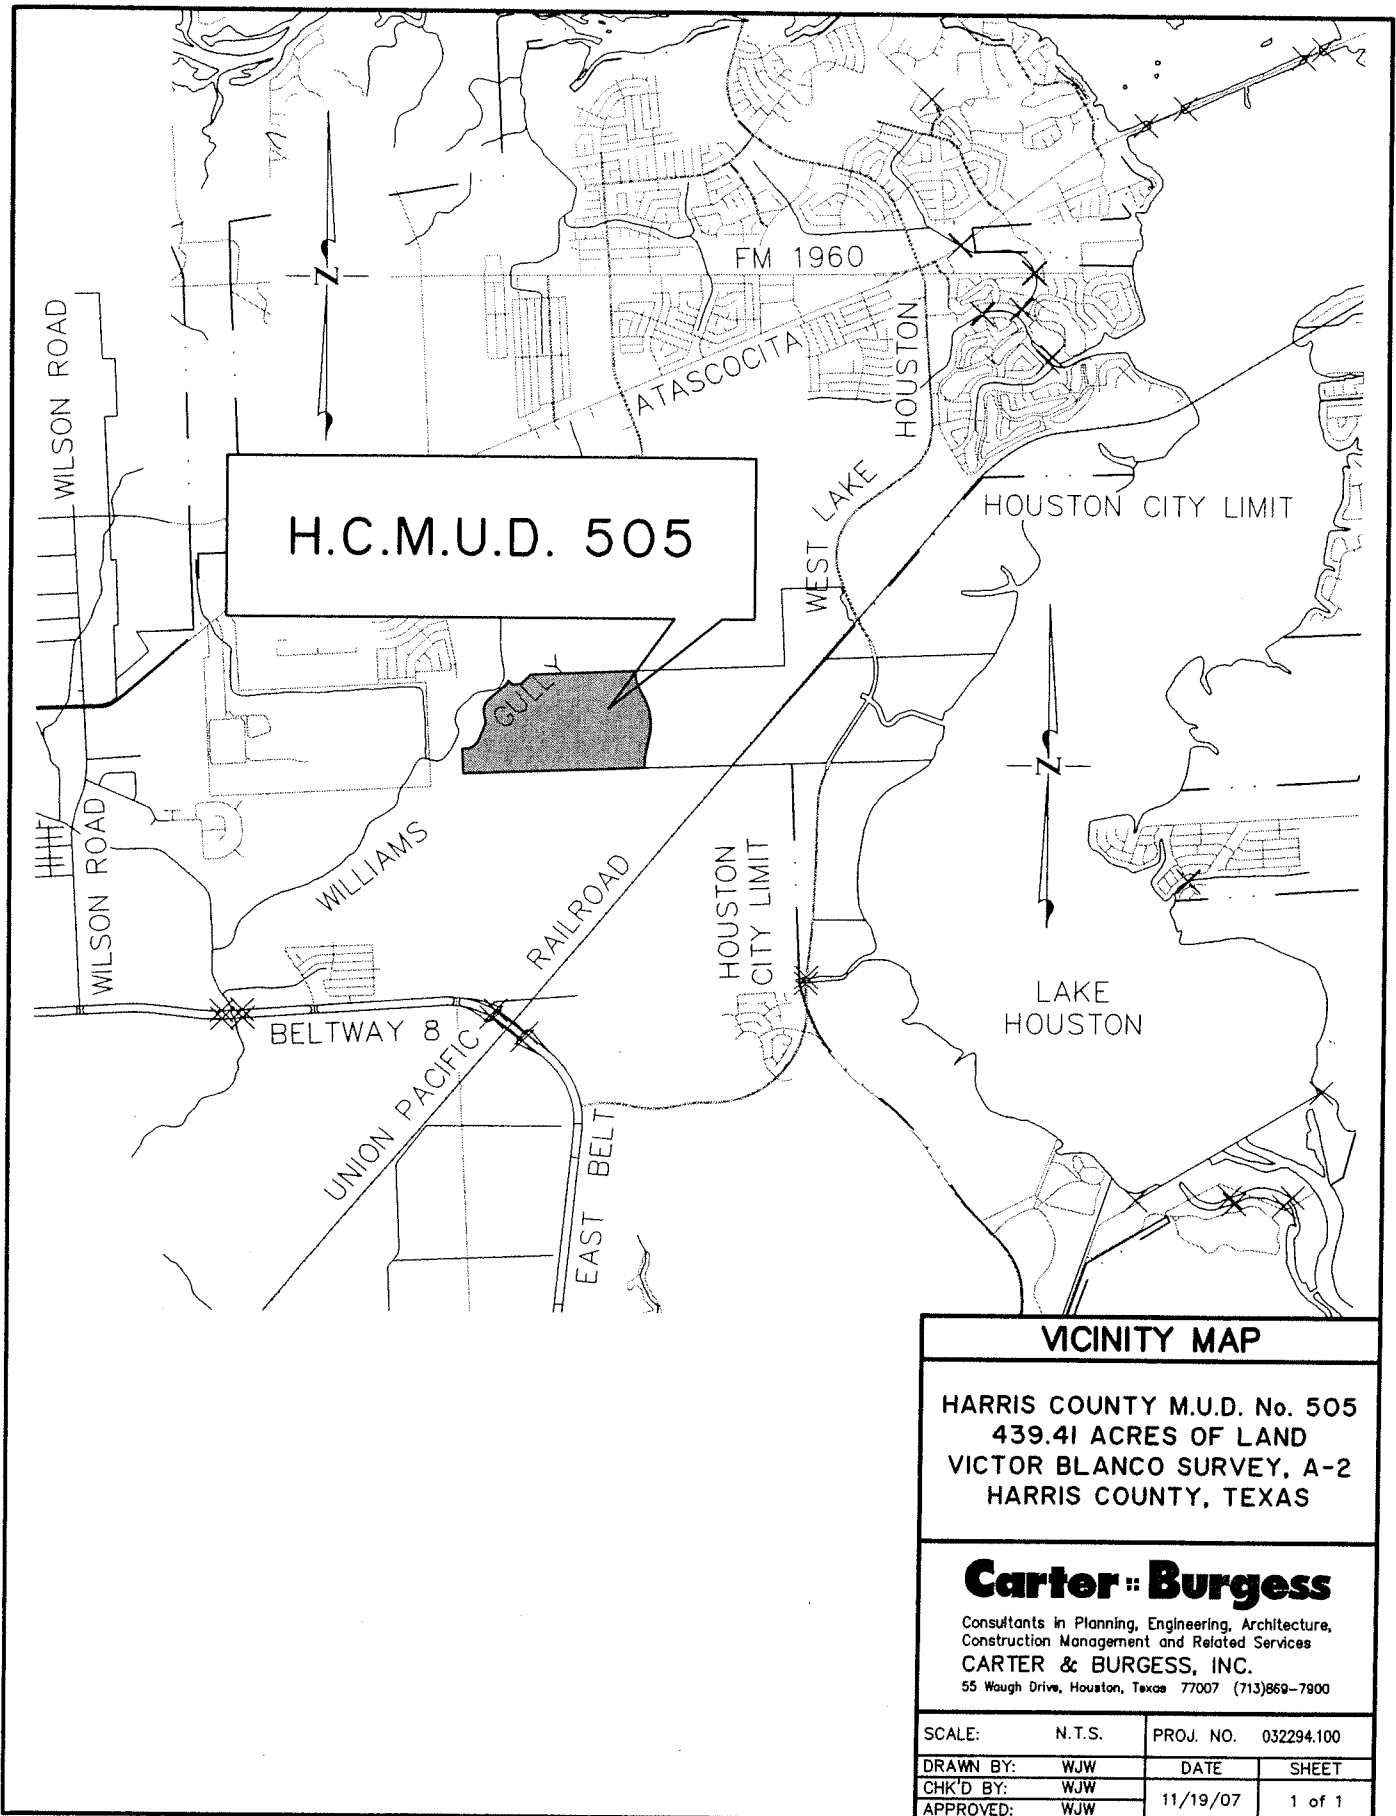 FM 1960
WILSON ROAD
N
ATASCOCITA
HOUSTON
LAKE
WEST
HOUSTON CITY LIMIT
H.C.M.U.D. 505
GULL
N
WILLIAMS
WILSON ROAD
RAILROAD
HOUSTON
CITY LIMIT
LAKE
HOUSTON
BELTWAY 8
UNION PACIFIC
EAST BELT
VICINITY MAP
HARRIS COUNTY M.U.D. No. 505
439.41 ACRES OF LAND
VICTOR BLANCO SURVEY, A-2
HARRIS COUNTY, TEXAS
Carter :: Burgess
Consultants in Planning, Engineering, Architecture,
Construction Management and Related Services
CARTER & BURGESS, INC.
55 Waugh Drive, Houston, Texas 77007 (713)869-7900
SCALE: N.T.S. PROJ. NO. 032294.100
DRAWN BY: WJW DATE SHEET
CHK'D BY: WJW 11/19/07 1 of 1
APPROVED: WJW